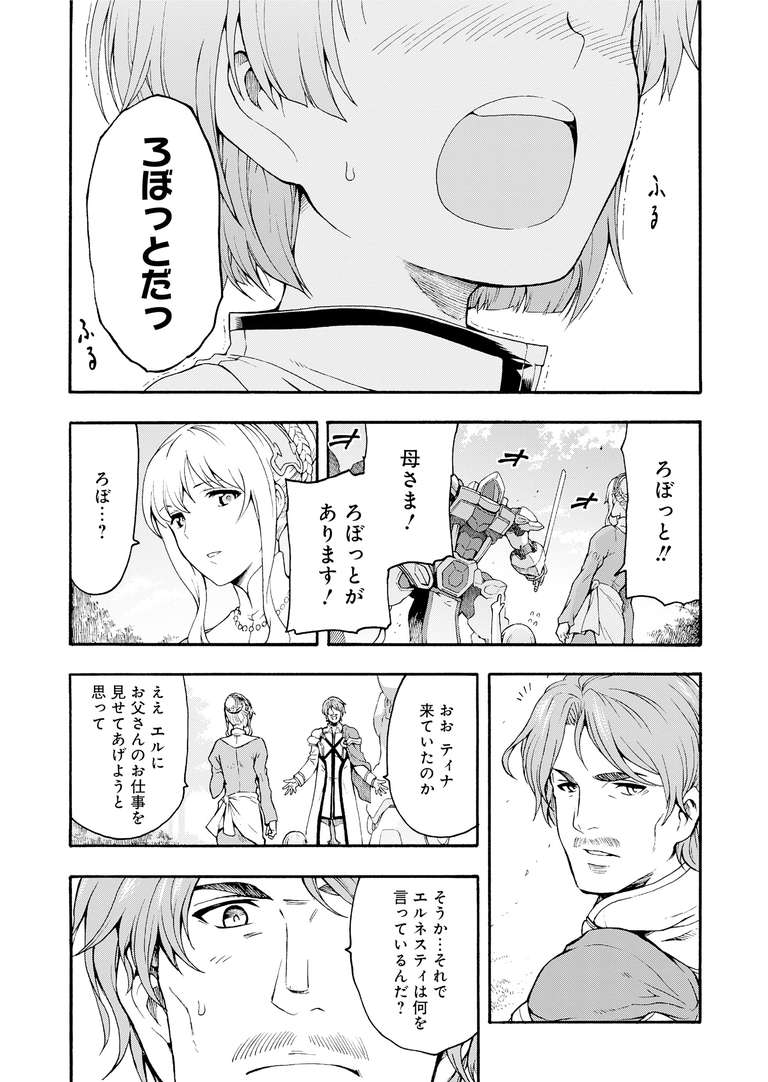 ふる
ろぼっとだっ
ふる
ろぼっと!!
キャ
キャ
母さま!
ろぼっとが
あります!
ろぼ…?
おお ティナ
来ていたのか
ええ エルに
お父さんのお仕事を
見せてあげようと
思って
そうか…それで
エルネスティは何を
言っているんだ?